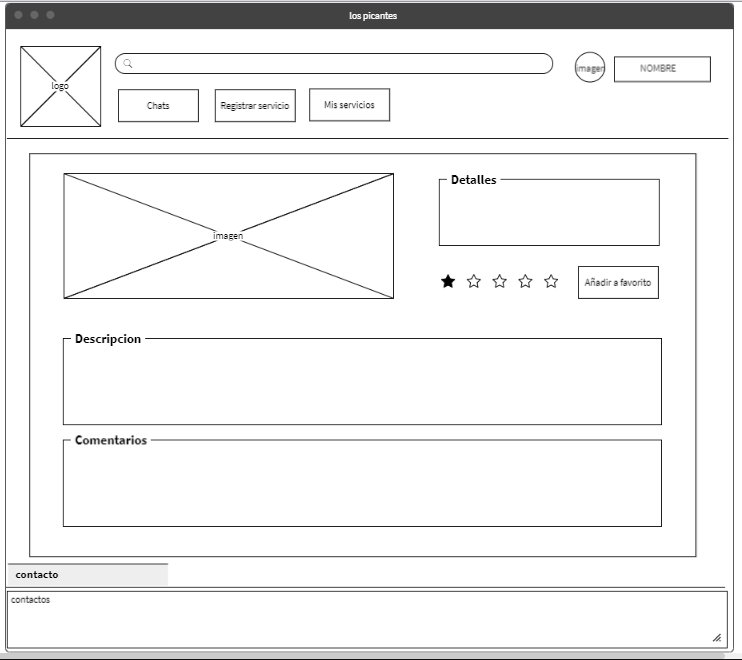 los picantes
logo
imagen
NOMBRE
Chats
Registrar servicio
Mis servicios
imagen
Detalles
Añadir a favorito
Descripcion
Comentarios
contacto
contactos